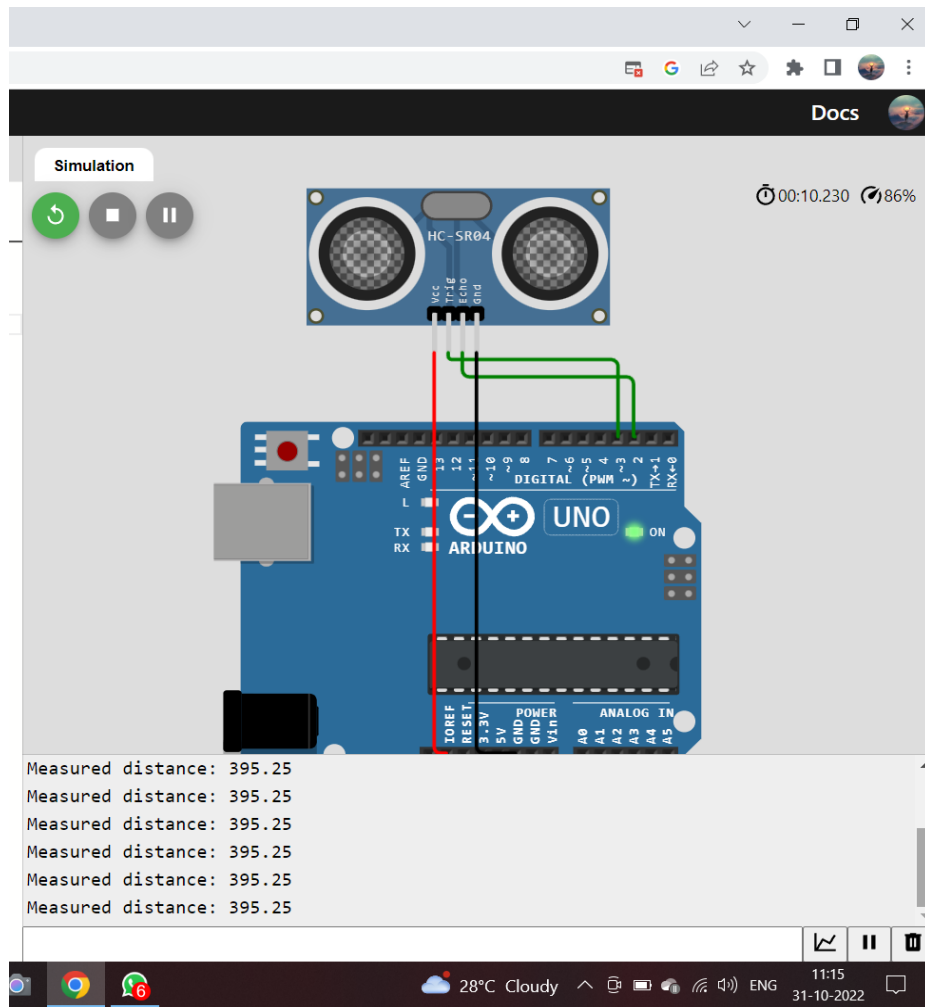 Docs
Simulation
00:10.230 86%
HC-SR04
Vcc
Trig
Echo
Gnd
AREF
GND
13
12
~11
~10
~9
8
7
~6
~5
4
~3
2
TX→1
RX←0
DIGITAL (PWM ~)
L
TX
RX
ARDUINO
UNO
ON
IOREF
RESET
3.3V
5V
GND
GND
Vin
POWER
ANALOG IN
A0
A1
A2
A3
A4
A5
Measured distance: 395.25
Measured distance: 395.25
Measured distance: 395.25
Measured distance: 395.25
Measured distance: 395.25
Measured distance: 395.25
6
28°C Cloudy
ENG
11:15
31-10-2022